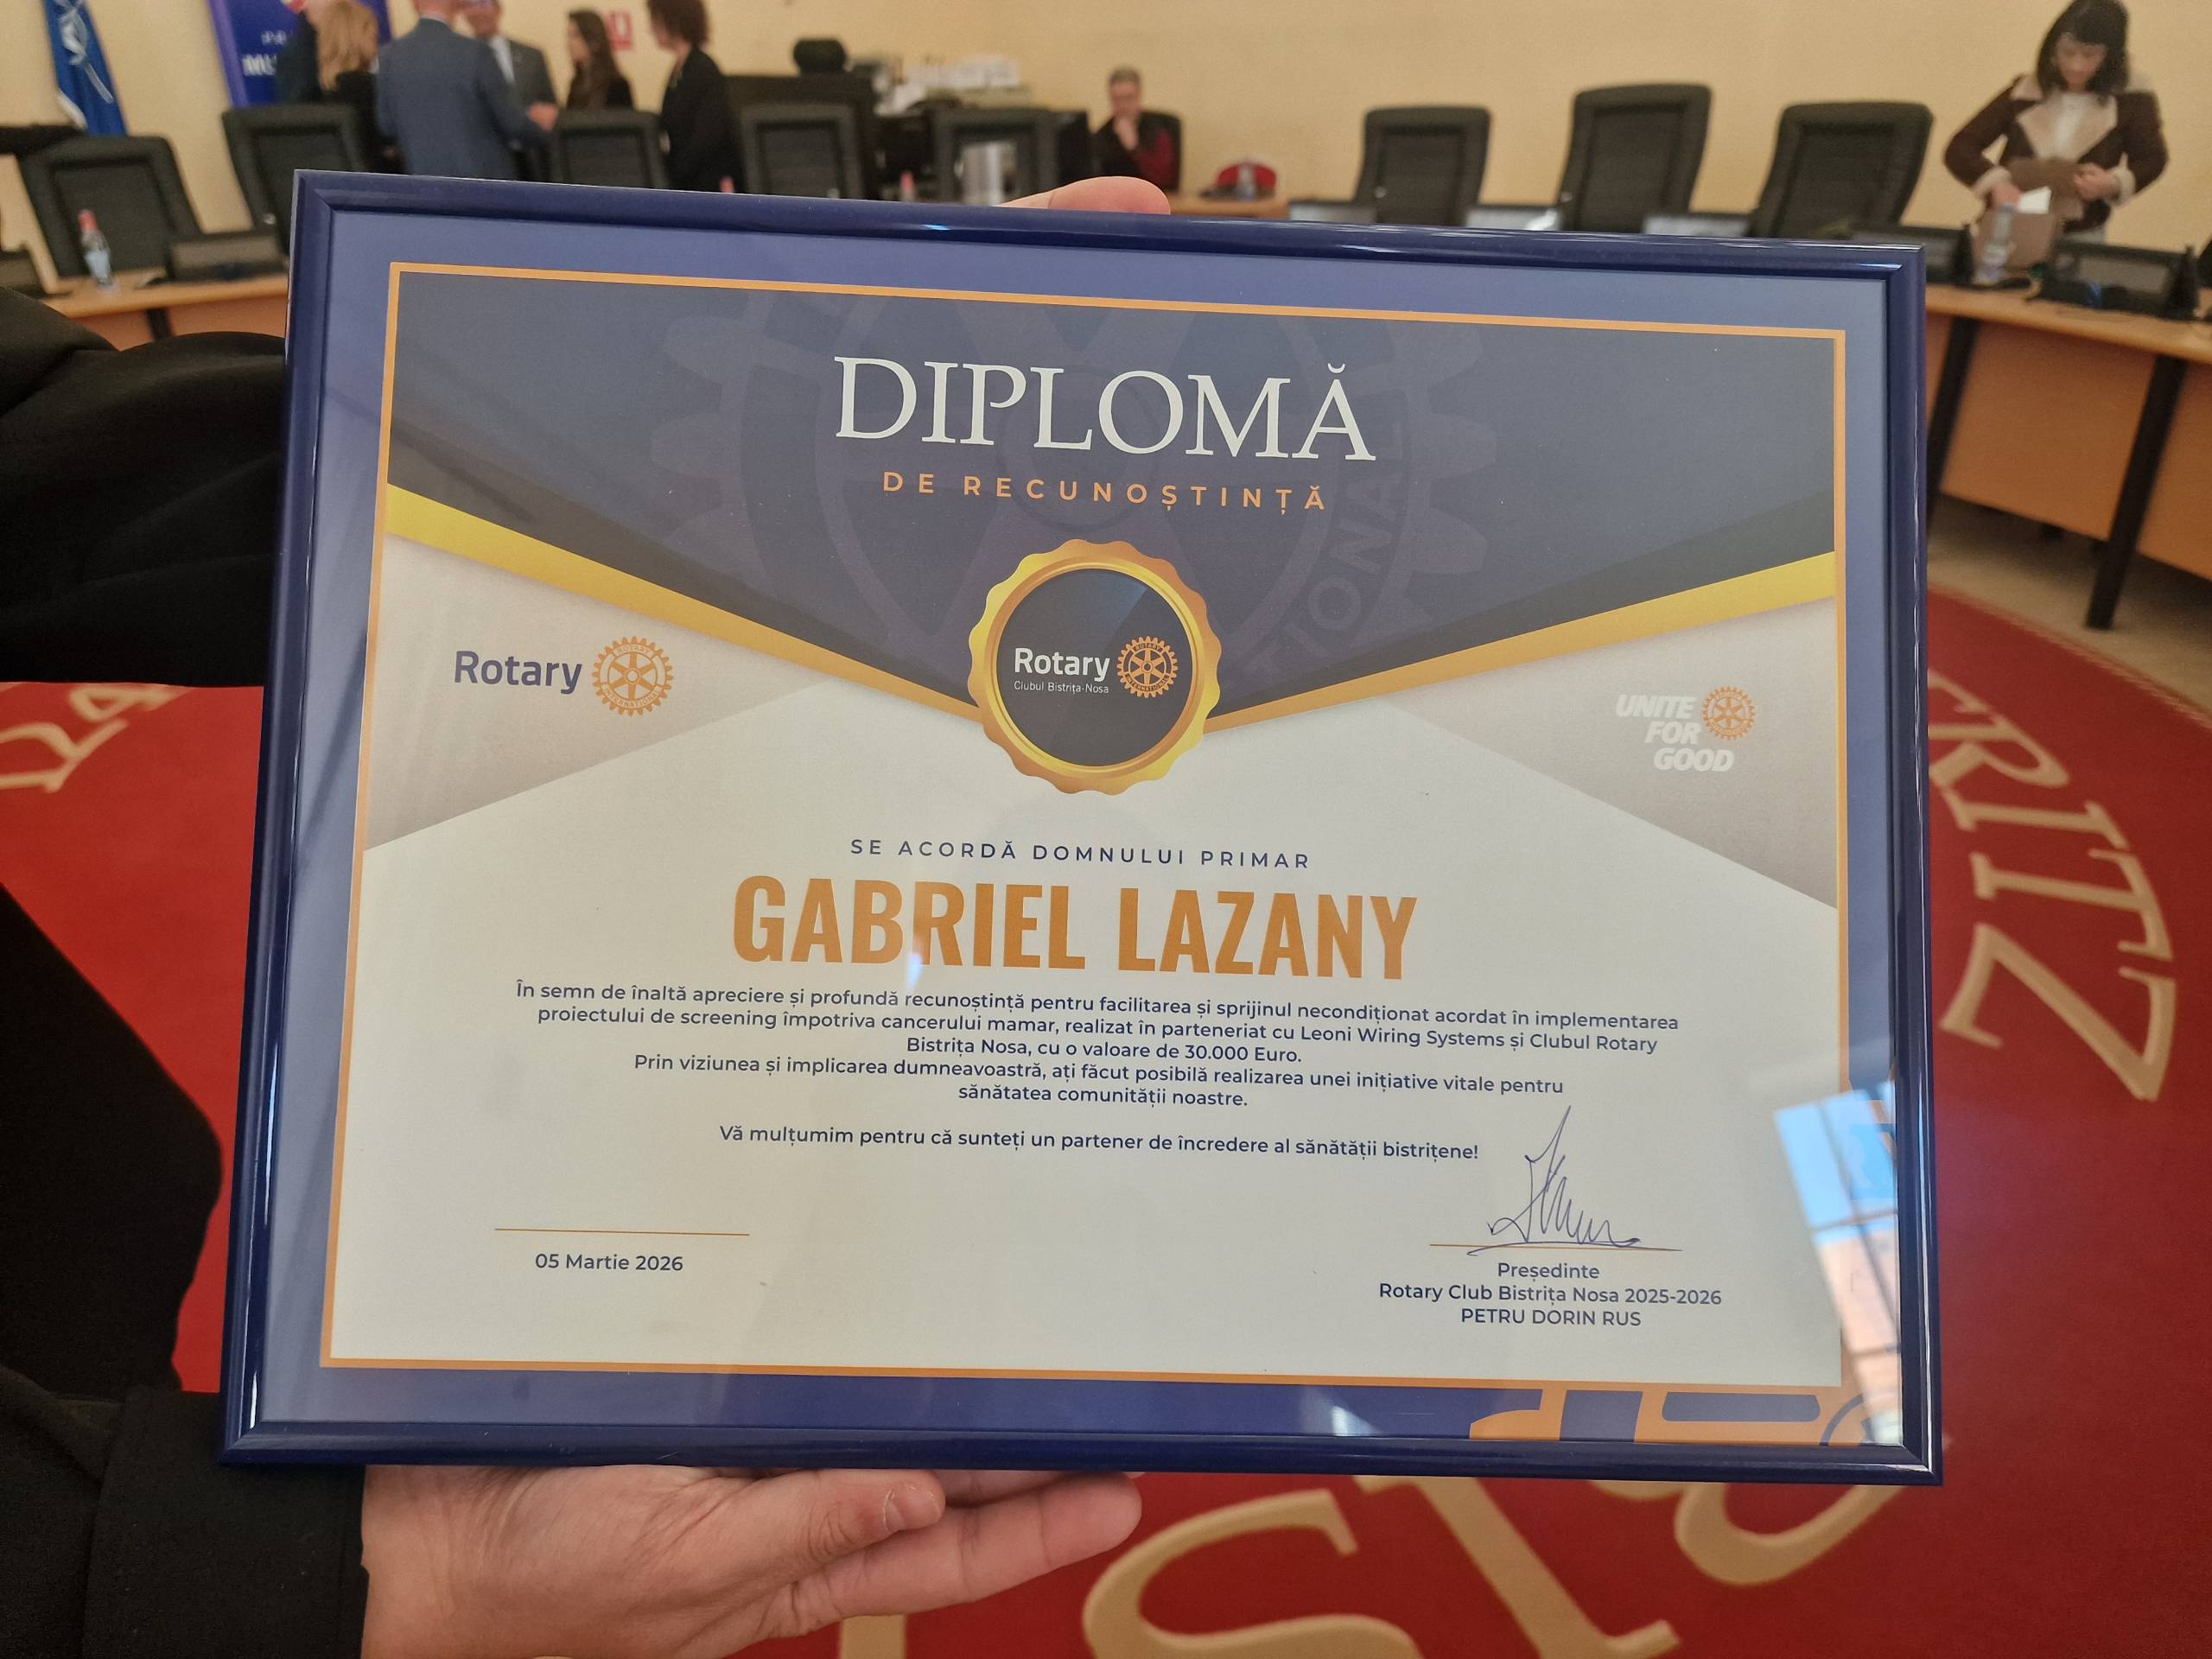 DIPLOMĂ
DE RECUNOȘTINȚĂ
Rotary
Rotary
Clubul Bistrița-Nosa
UNITE
FOR
GOOD
SE ACORDĂ DOMNULUI PRIMAR
GABRIEL LAZANY
În semn de înaltă apreciere și profundă recunoștință pentru facilitarea și sprijinul necondiționat acordat în implementarea
proiectului de screening împotriva cancerului mamar, realizat în parteneriat cu Leoni Wiring Systems și Clubul Rotary
Bistrița Nosa, cu o valoare de 30.000 Euro.
Prin viziunea și implicarea dumneavoastră, ați făcut posibilă realizarea unei inițiative vitale pentru
sănătatea comunității noastre.
Vă mulțumim pentru că sunteți un partener de încredere al sănătății bistrițene!
05 Martie 2026
Președinte
Rotary Club Bistrița Nosa 2025-2026
PETRU DORIN RUS